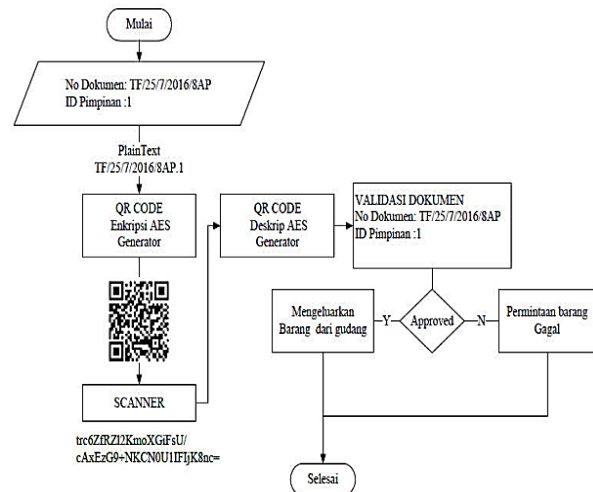 Mulai
No Dokumen: TF/25/7/2016/8AP
ID Pimpinan :1
PlainText
TF/25/7/2016/8AP.1
QR CODE
Enkripsi AES
Generator
SCANNER
trc6ZfRZl2KmoXGiFsU/
cAxEzG9+NKCN0U1IFIjK8nc=
QR CODE
Deskrip AES
Generator
VALIDASI DOKUMEN
No Dokumen: TF/25/7/2016/8AP
ID Pimpinan :1
Approved
Y
N
Mengeluarkan
Barang dari gudang
Permintaan barang
Gagal
Selesai